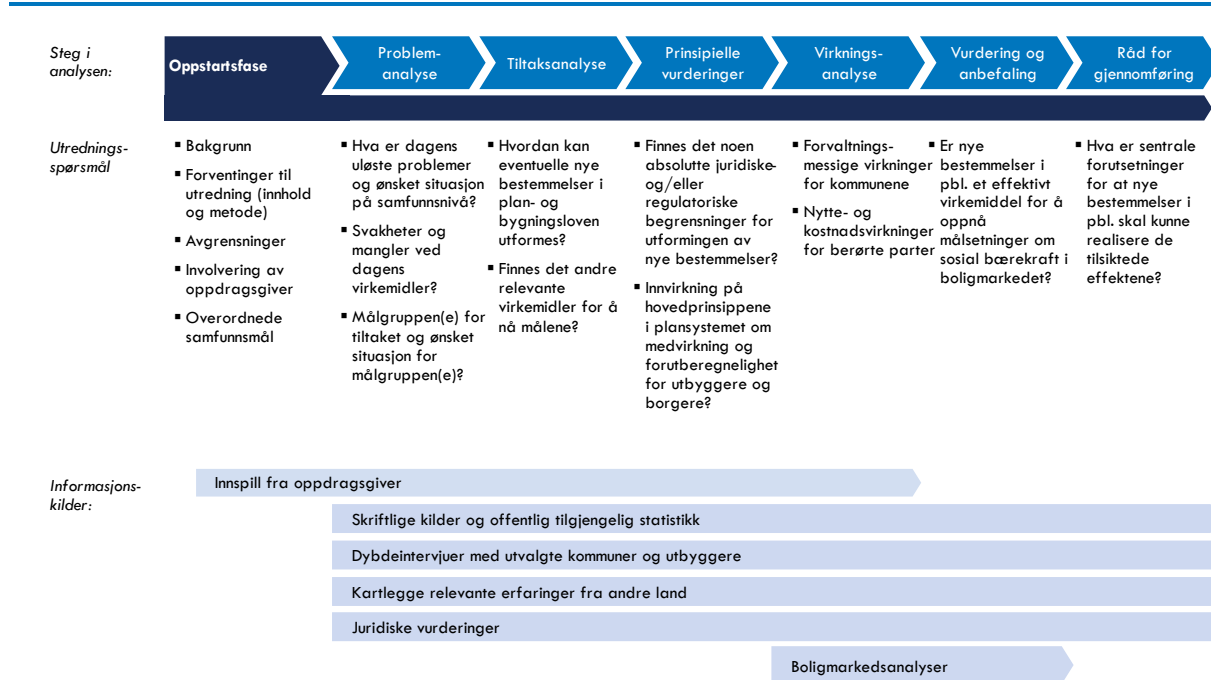 Steg i
analysen:
Oppstartsfase
Problem-
analyse
Tiltaksanalyse
Prinsipielle
vurderinger
Virknings-
analyse
Vurdering og
anbefaling
Råd for
gjennomføring
Utrednings-
spørsmål
▪ Bakgrunn
▪ Forventinger til
utredning (innhold
og metode)
▪ Avgrensninger
▪ Involvering av
oppdragsgiver
▪ Overordnede
samfunnsmål
▪ Hva er dagens
uløste problemer
og ønsket situasjon
på samfunnsnivå?
▪ Svakheter og
mangler ved
dagens
virkemidler?
▪ Målgruppen(e) for
tiltaket og ønsket
situasjon for
målgruppen(e)?
▪ Hvordan kan
eventuelle nye
bestemmelser i
plan- og
bygningsloven
utformes?
▪ Finnes det andre
relevante
virkemidler for å
nå målene?
▪ Finnes det noen
absolutte juridiske-
og/eller
regulatoriske
begrensninger for
utformingen av
nye bestemmelser?
▪ Innvirkning på
hovedprinsippene
i plansystemet om
medvirkning og
forutberegnelighet
for utbyggere og
borgere?
▪ Forvaltnings-
messige virkninger
for kommunene
▪ Nytte- og
kostnadsvirkninger
for berørte parter
▪ Er nye
bestemmelser i
pbl. et effektivt
virkemiddel for å
oppnå
målsetninger om
sosial bærekraft i
boligmarkedet?
▪ Hva er sentrale
forutsetninger
for at nye
bestemmelser i
pbl. skal kunne
realisere de
tilsiktede
effektene?
Informasjons-
kilder:
Innspill fra oppdragsgiver
Skriftlige kilder og offentlig tilgjengelig statistikk
Dybdeintervjuer med utvalgte kommuner og utbyggere
Kartlegge relevante erfaringer fra andre land
Juridiske vurderinger
Boligmarkedsanalyser